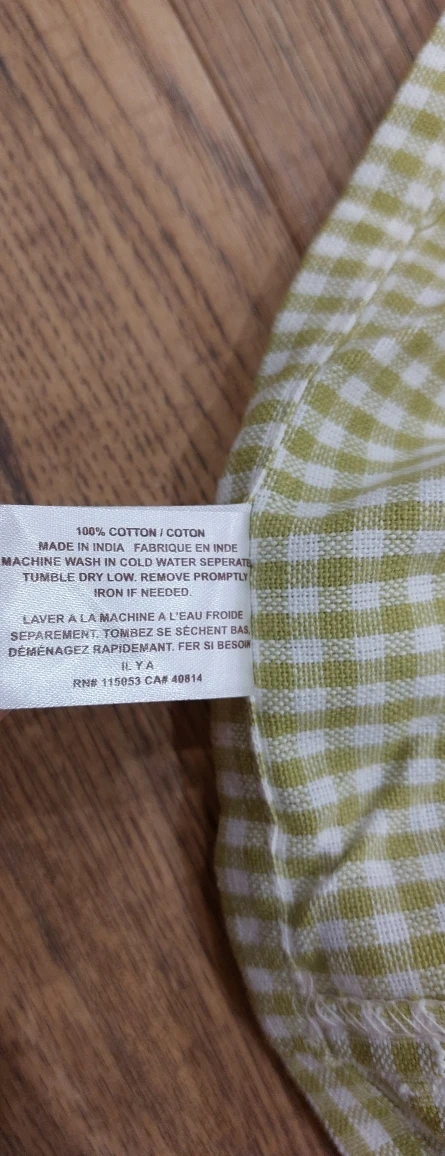 100% COTTON / COTON
MADE IN INDIA FABRIQUE EN INDE
MACHINE WASH IN COLD WATER SEPERATE
TUMBLE DRY LOW. REMOVE PROMPTLY
IRON IF NEEDED.
LAVER A LA MACHINE A L'EAU FROIDE
SEPAREMENT. TOMBEZ SE SÈCHENT BAS.
DÉMÉNAGEZ RAPIDEMANT. FER SI BESOIN
IL Y A
RN# 115053 CA# 40814